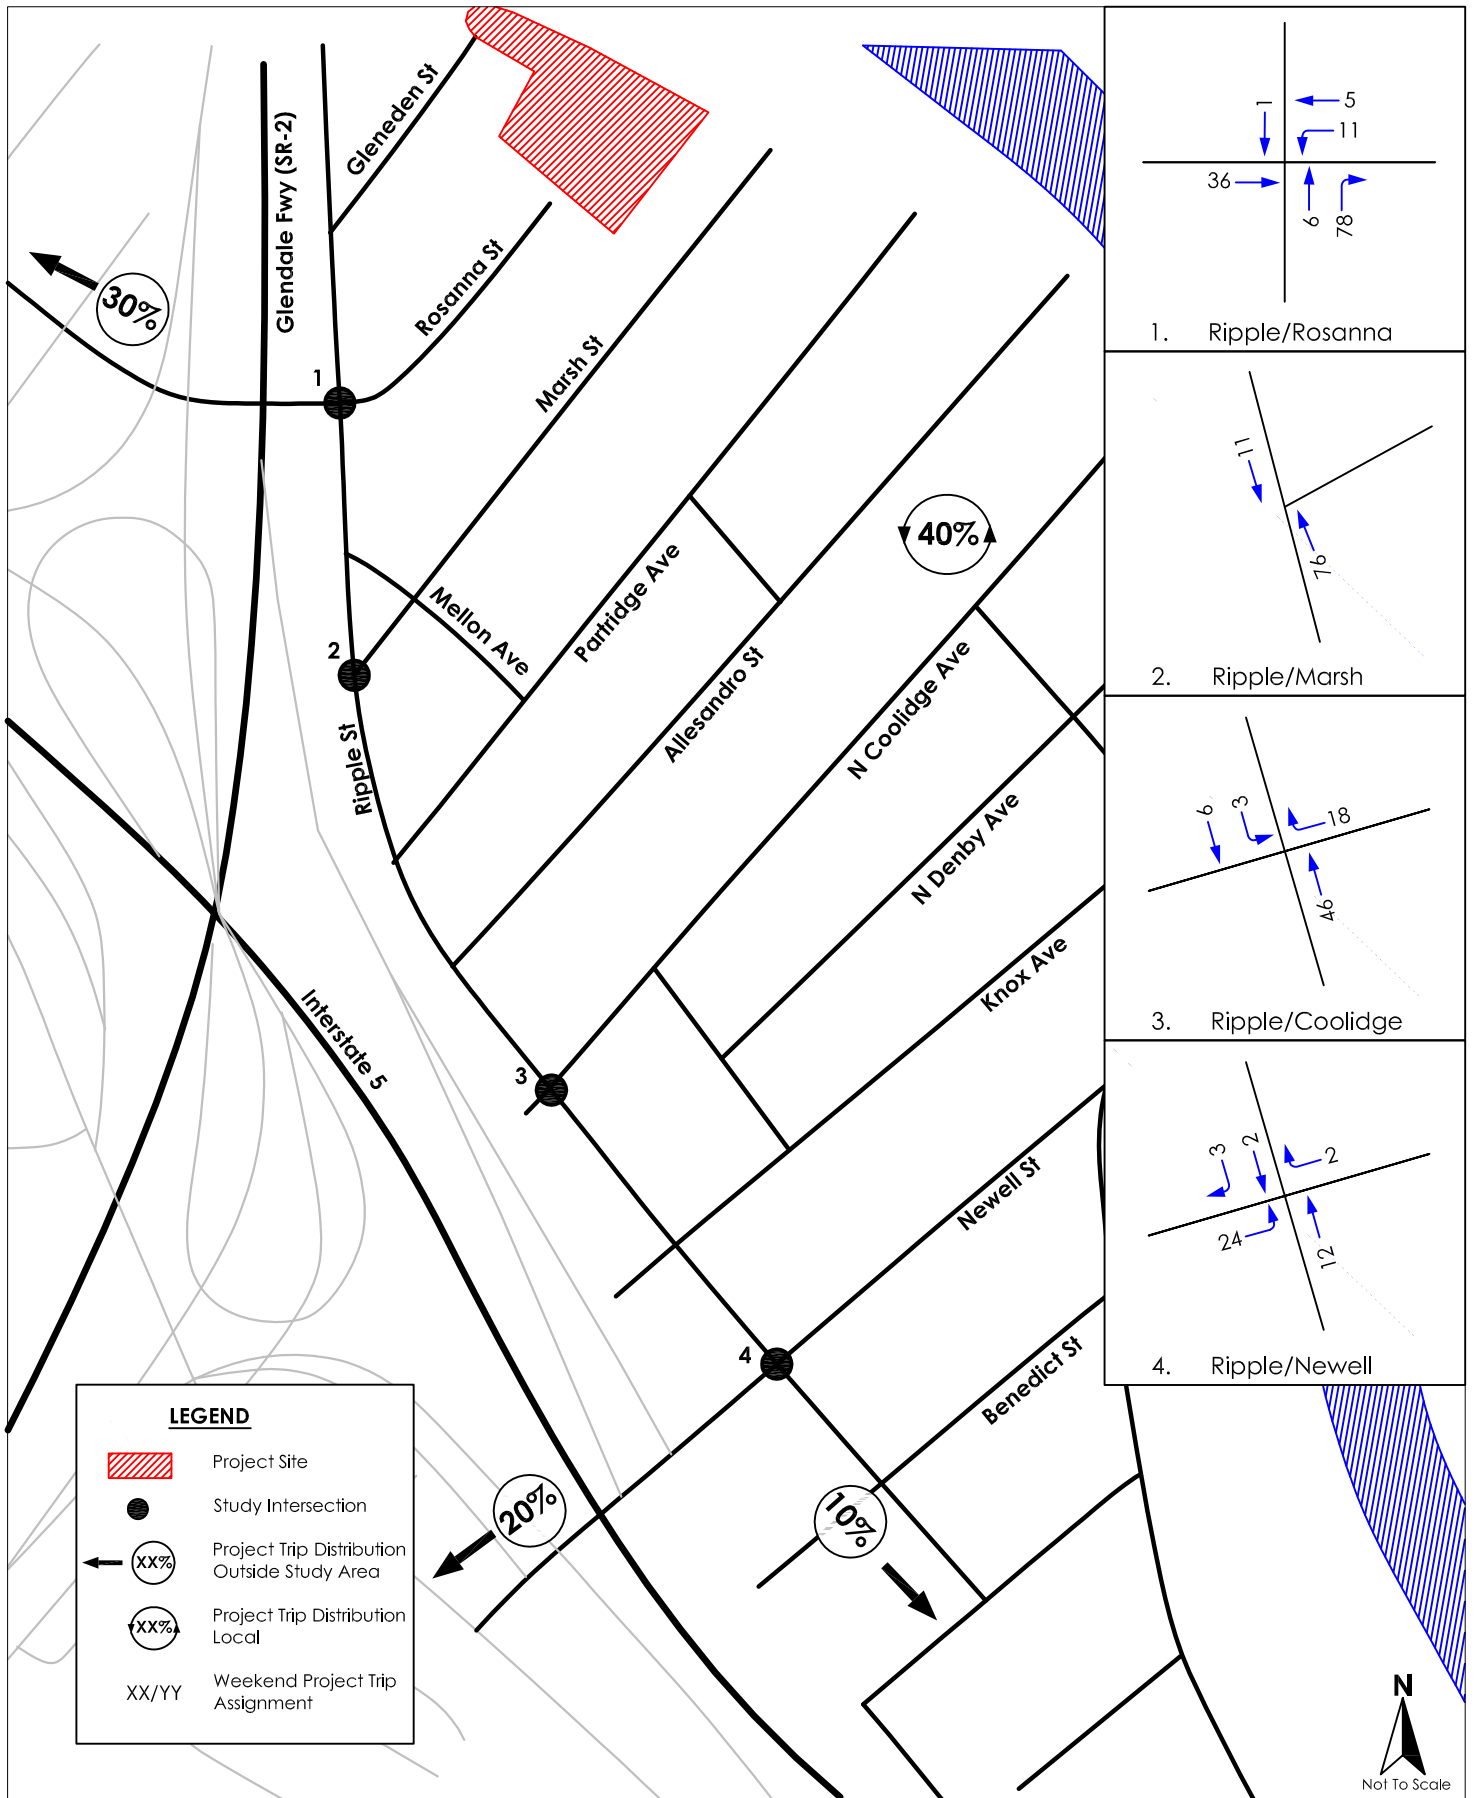 Gleneden St
Glendale Fwy (SR-2)
Rosanna St
30%
1
Marsh St
2
Mellon Ave
Partridge Ave
40%
Ripple St
Allesandro St
N Coolidge Ave
N Denby Ave
Knox Ave
Interstate 5
3
Newell St
4
Benedict St
20%
10%
1
5
11
36
6
78
1. Ripple/Rosanna
11
76
2. Ripple/Marsh
6
3
18
46
3. Ripple/Coolidge
3
2
2
24
12
4. Ripple/Newell
LEGEND
Project Site
Study Intersection
XX%
Project Trip Distribution
Outside Study Area
XX%
Project Trip Distribution
Local
XX/YY
Weekend Project Trip
Assignment
N
Not To Scale